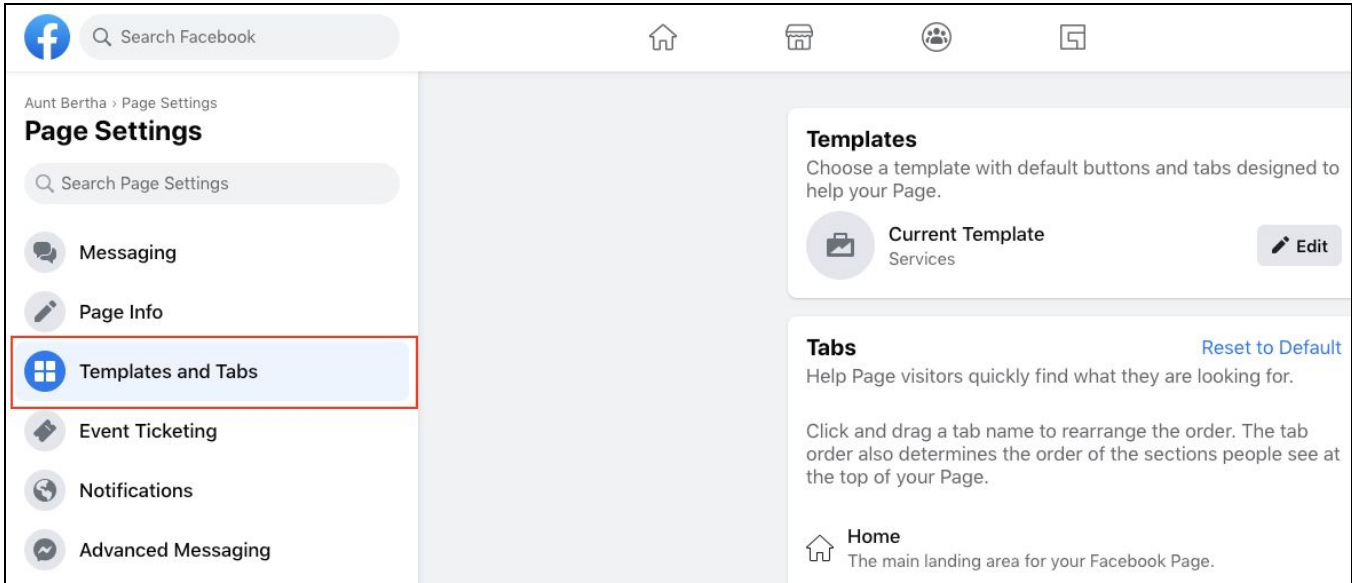 Search Facebook
Aunt Bertha › Page Settings
Page Settings
Search Page Settings
Messaging
Page Info
Templates and Tabs
Event Ticketing
Notifications
Advanced Messaging
Templates
Choose a template with default buttons and tabs designed to
help your Page.
Current Template
Services
Edit
Tabs
Reset to Default
Help Page visitors quickly find what they are looking for.
Click and drag a tab name to rearrange the order. The tab
order also determines the order of the sections people see at
the top of your Page.
Home
The main landing area for your Facebook Page.